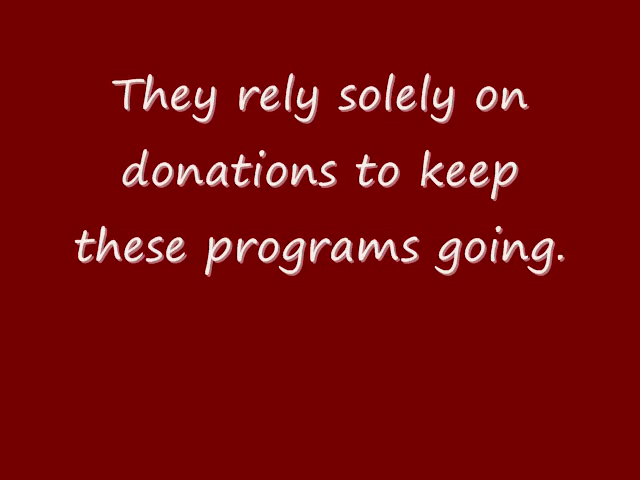 They rely solely on
donations to keep
these programs going.